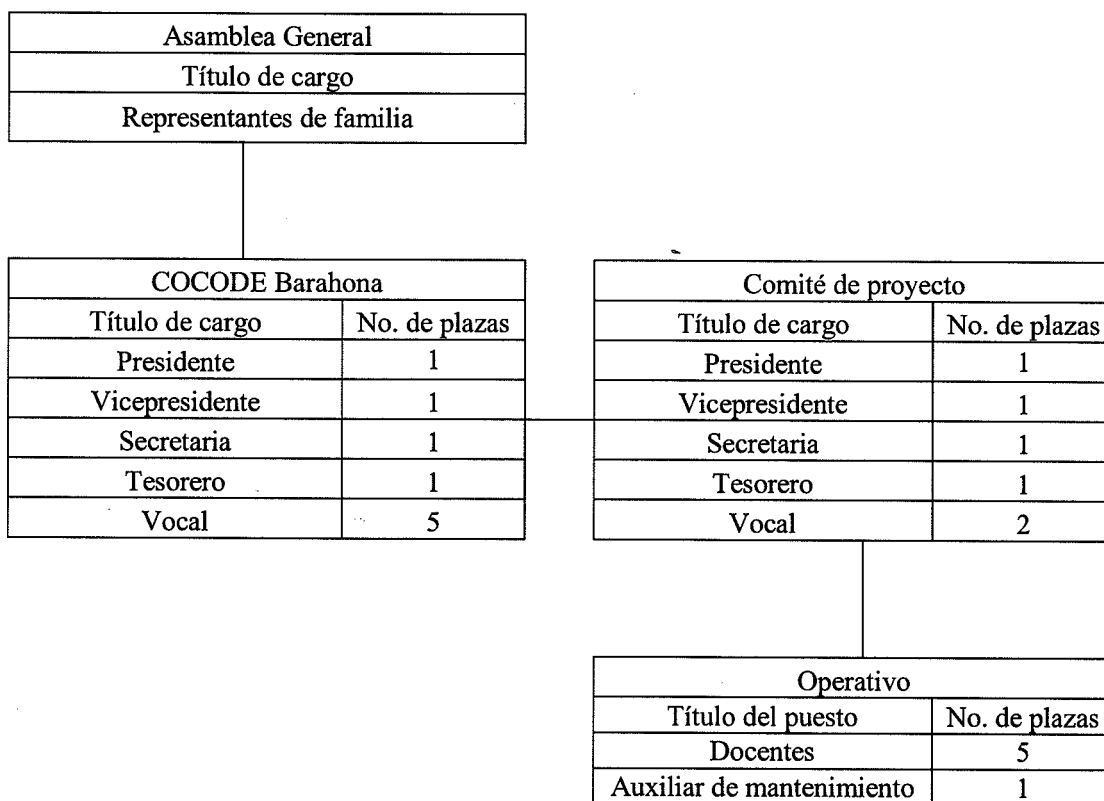 Asamblea General
Título de cargo
Representantes de familia
COCODE Barahona
Título de cargo No. de plazas
Presidente 1
Vicepresidente 1
Secretaria 1
Tesorero 1
Vocal 5
Comité de proyecto
Título de cargo No. de plazas
Presidente 1
Vicepresidente 1
Secretaria 1
Tesorero 1
Vocal 2
Operativo
Título del puesto No. de plazas
Docentes 5
Auxiliar de mantenimiento 1